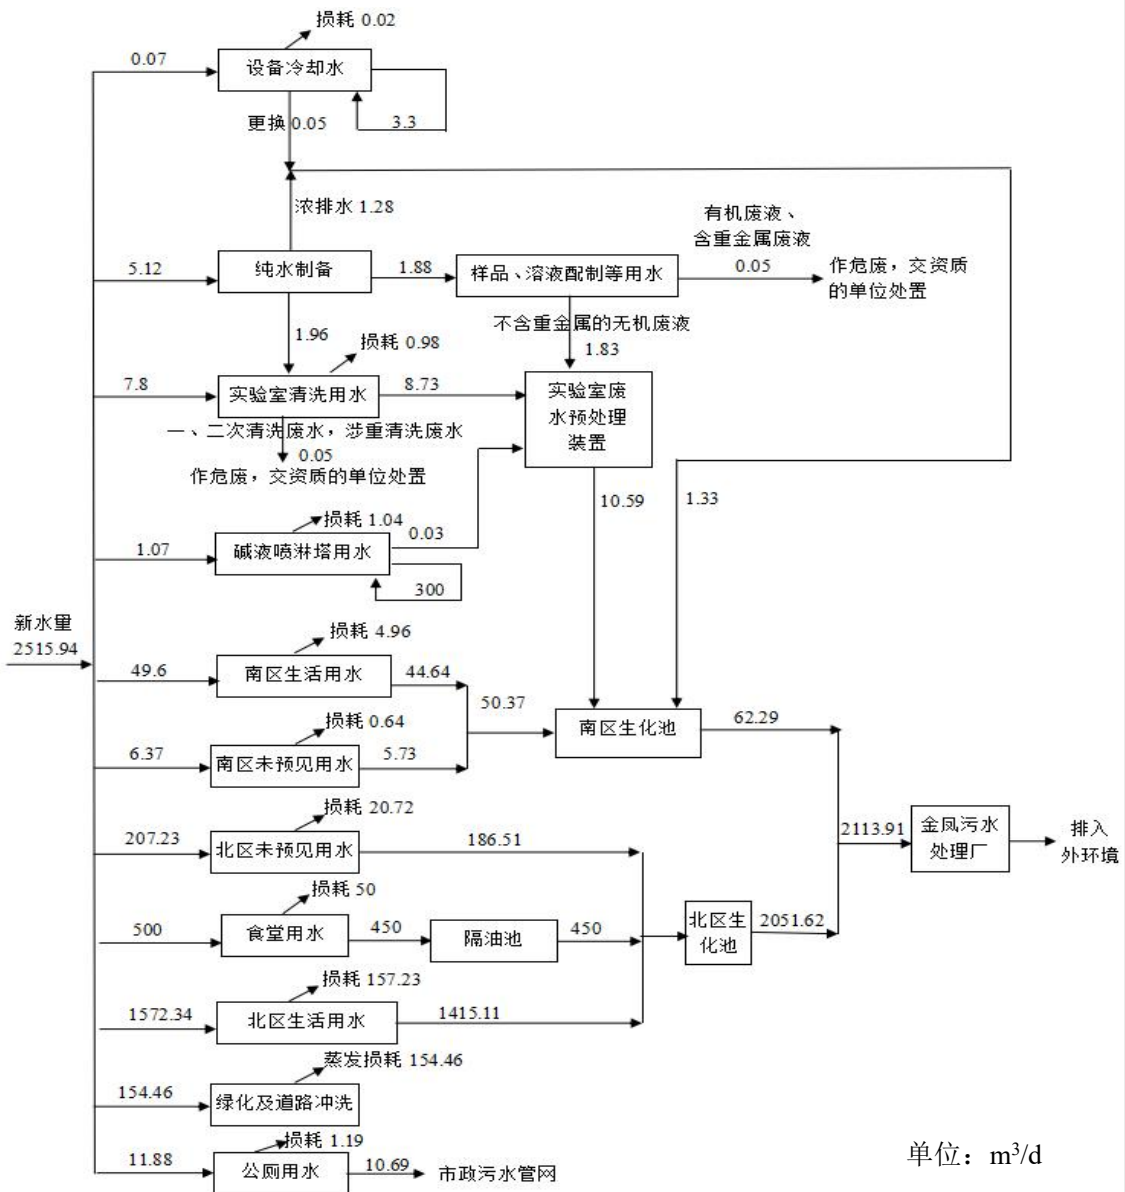 损耗 0.02
0.07
设备冷却水
更换 0.05
3.3
浓排水 1.28
有机废液、
含重金属废液
5.12
纯水制备
1.88
样品、溶液配制等用水
0.05
作危废，交资质
的单位处置
1.96
不含重金属的无机废液
损耗 0.98
1.83
7.8
实验室清洗用水
8.73
实验室废
水预处理
装置
一、二次清洗废水，涉重清洗废水
0.05
作危废，交资质的单位处置
10.59
1.33
损耗 1.04
0.03
1.07
碱液喷淋塔用水
300
新水量
2515.94
损耗 4.96
49.6
南区生活用水
44.64
50.37
损耗 0.64
6.37
南区未预见用水
5.73
南区生化池
62.29
损耗 20.72
207.23
北区未预见用水
186.51
2113.91
金凤污水
处理厂
排入
外环境
损耗 50
500
食堂用水
450
隔油池
450
北区生
化池
2051.62
损耗 157.23
1572.34
北区生活用水
1415.11
蒸发损耗 154.46
154.46
绿化及道路冲洗
损耗 1.19
11.88
公厕用水
10.69
市政污水管网
单位：m³/d